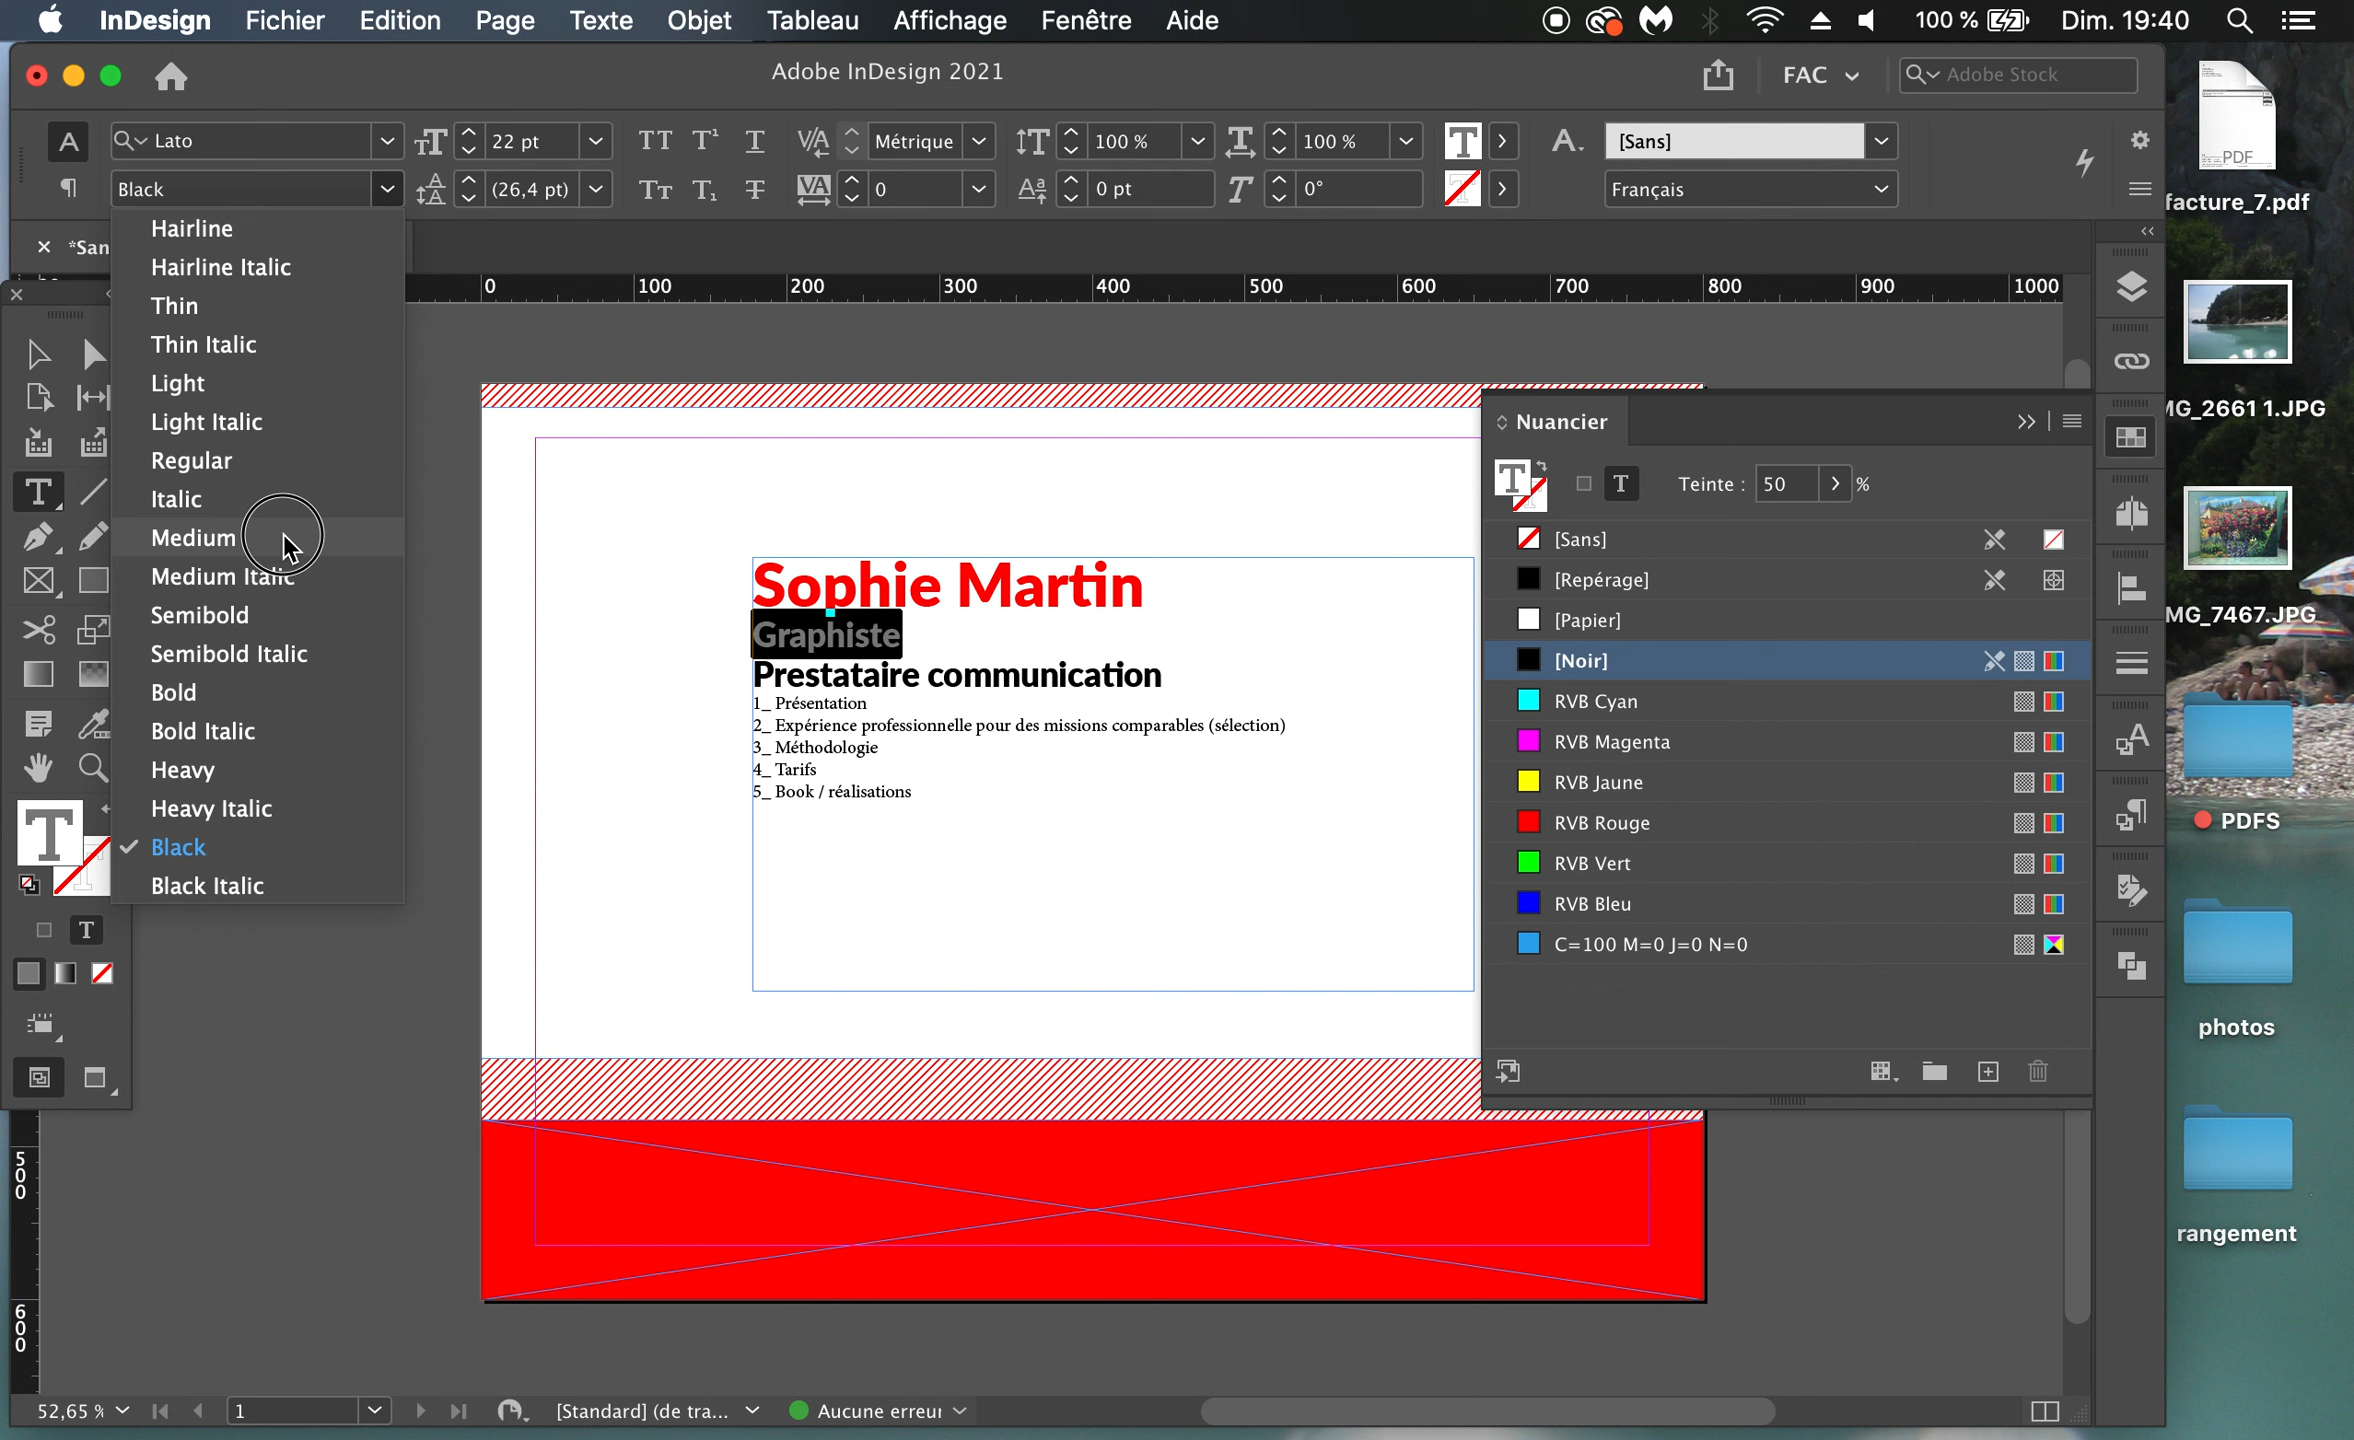 InDesign Fichier Edition Page Texte Objet Tableau Affichage Fenêtre Aide 100 % Dim. 19:40
Adobe InDesign 2021 FAC Adobe Stock
A Lato 22 pt Métrique 100 % 100 % [Sans]
Black (26,4 pt) 0 0 pt 0° Français
*San
Hairline
Hairline Italic
Thin
Thin Italic
Light
Light Italic
Regular
Italic
Medium
Medium Italic
Semibold
Semibold Italic
Bold
Bold Italic
Heavy
Heavy Italic
Black
Black Italic
0 100 200 300 400 500 600 700 800 900 1000
Sophie Martin
Graphiste
Prestataire communication
1_ Présentation
2_ Expérience professionnelle pour des missions comparables (sélection)
3_ Méthodologie
4_ Tarifs
5_ Book / réalisations
Nuancier
Teinte : 50 %
[Sans]
[Repérage]
[Papier]
[Noir]
RVB Cyan
RVB Magenta
RVB Jaune
RVB Rouge
RVB Vert
RVB Bleu
C=100 M=0 J=0 N=0
PDF
facture_7.pdf
MG_2661 1.JPG
MG_7467.JPG
PDFS
photos
rangement
500
600
52,65 % 1 [Standard] (de tra... Aucune erreur